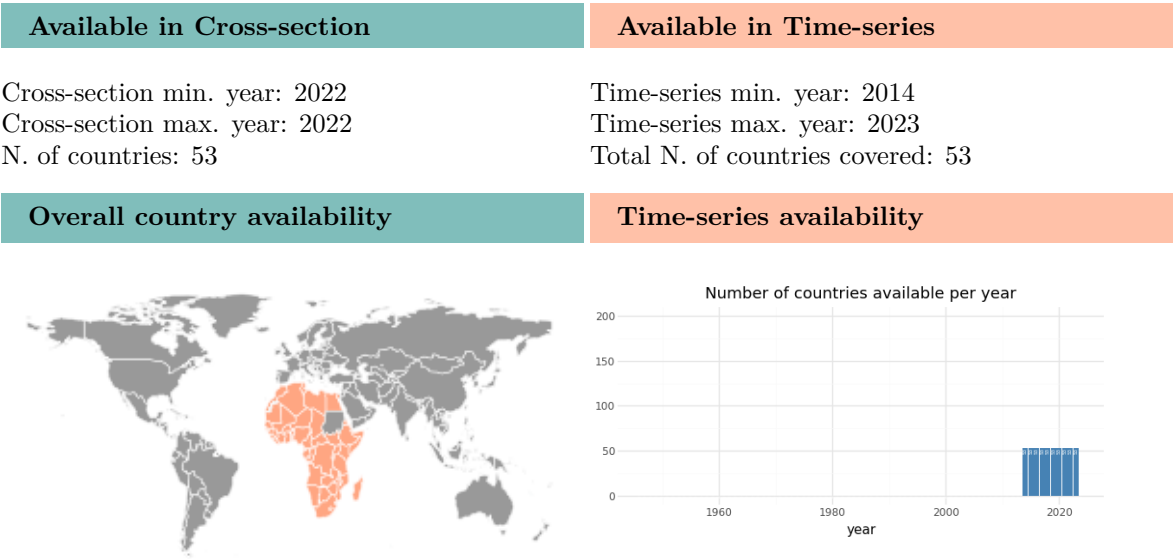 Available in Cross-section
Available in Time-series
Cross-section min. year: 2022
Cross-section max. year: 2022
N. of countries: 53
Time-series min. year: 2014
Time-series max. year: 2023
Total N. of countries covered: 53
Overall country availability
Time-series availability
Number of countries available per year
200
150
100
50
0
1960
1980
2000
2020
year